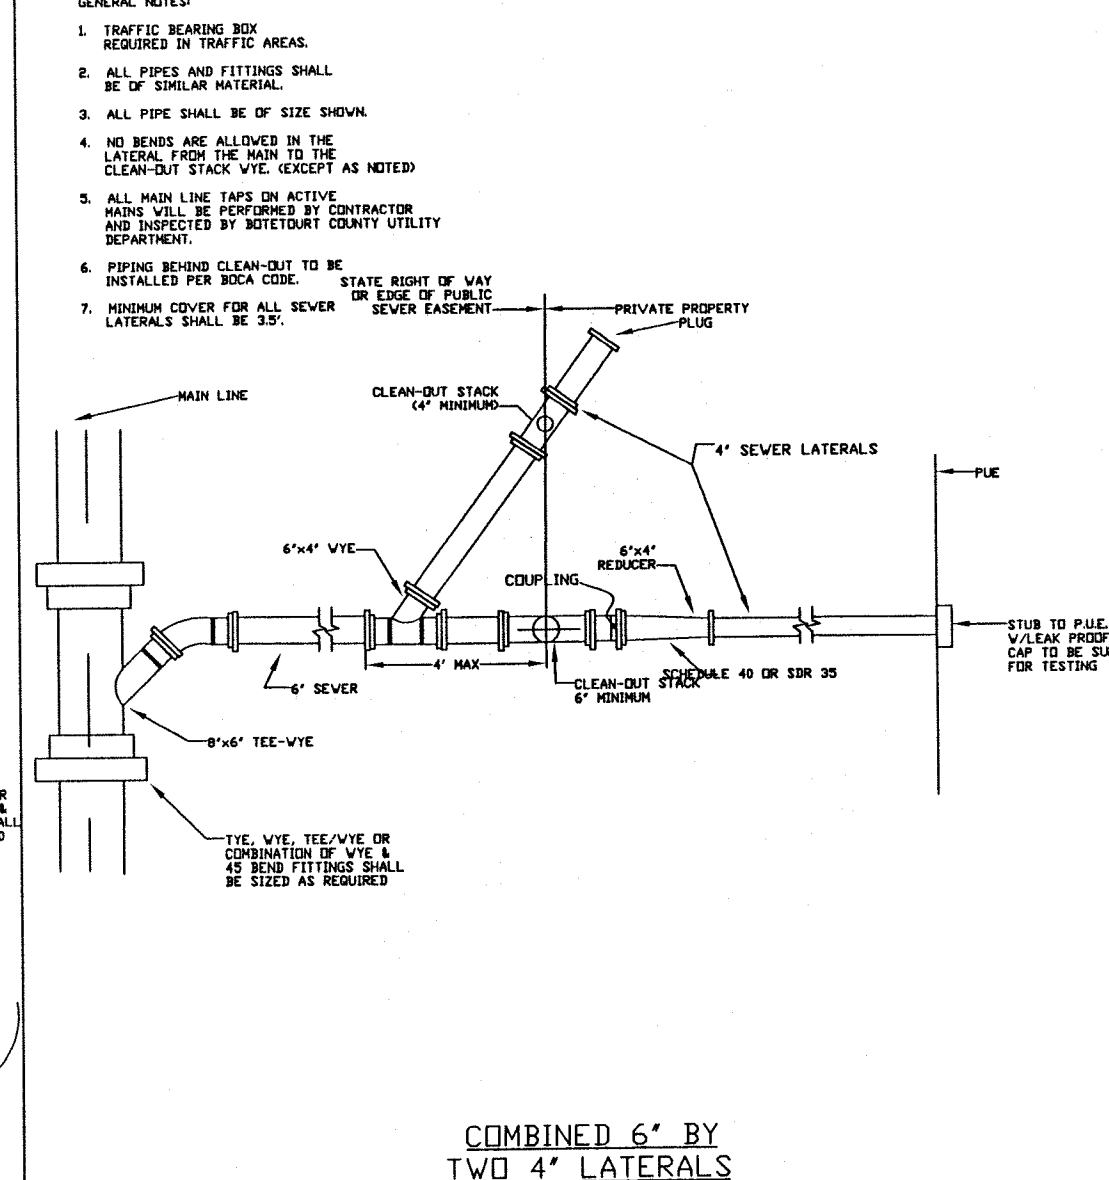 GENERAL NOTES:
1. TRAFFIC BEARING BOX
REQUIRED IN TRAFFIC AREAS.
2. ALL PIPES AND FITTINGS SHALL
BE OF SIMILAR MATERIAL.
3. ALL PIPE SHALL BE OF SIZE SHOWN.
4. NO BENDS ARE ALLOWED IN THE
LATERAL FROM THE MAIN TO THE
CLEAN-OUT STACK WYE. (EXCEPT AS NOTED)
5. ALL MAIN LINE TAPS ON ACTIVE
MAINS WILL BE PERFORMED BY CONTRACTOR
AND INSPECTED BY BOTETOURT COUNTY UTILITY
DEPARTMENT.
6. PIPING BEHIND CLEAN-OUT TO BE
INSTALLED PER BOCA CODE.
7. MINIMUM COVER FOR ALL SEWER
LATERALS SHALL BE 3.5'.
STATE RIGHT OF WAY
OR EDGE OF PUBLIC
SEWER EASEMENT
PRIVATE PROPERTY
PLUG
MAIN LINE
CLEAN-OUT STACK
(4" MINIMUM)
4" SEWER LATERALS
PUE
6"x4" WYE
6"x4"
REDUCER
COUPLING
STUB TO P.U.E.
W/LEAK PROOF
CAP TO BE SU
FOR TESTING
4' MAX
6" SEWER
CLEAN-OUT STACK
6" MINIMUM
SCHEDULE 40 OR SDR 35
8"x6" TEE-WYE
TYE, WYE, TEE/WYE OR
COMBINATION OF WYE &
45 BEND FITTINGS SHALL
BE SIZED AS REQUIRED
R
&
ALL
COMBINED 6" BY
TWO 4" LATERALS